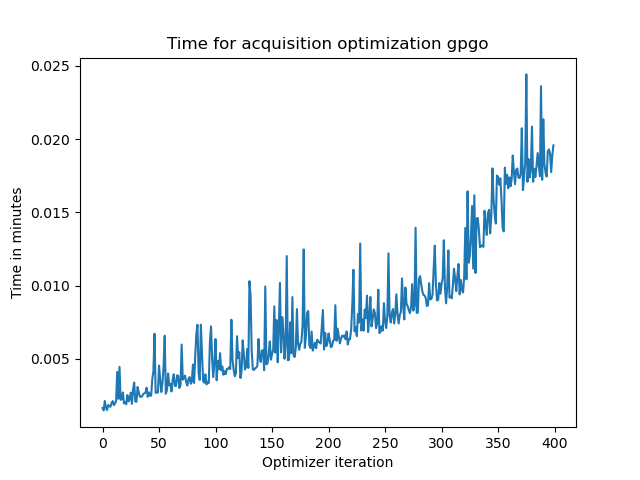 Time for acquisition optimization gpgo
0.025
0.020
0.015
0.010
0.005
Time in minutes
0 50 100 150 200 250 300 350 400
Optimizer iteration